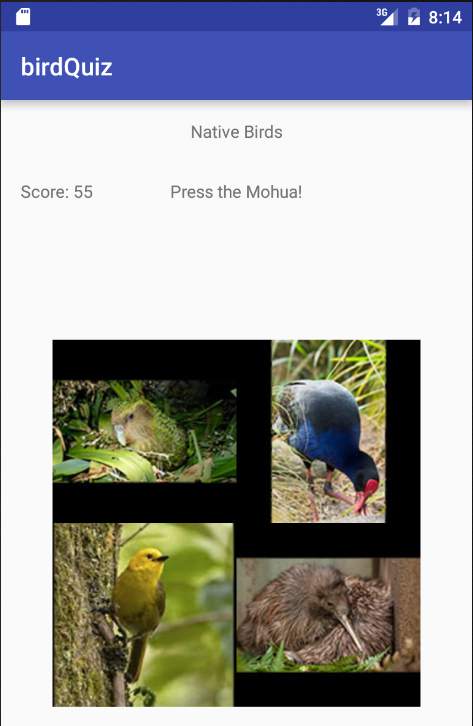 3G 8:14
birdQuiz
Native Birds
Score: 55 Press the Mohua!